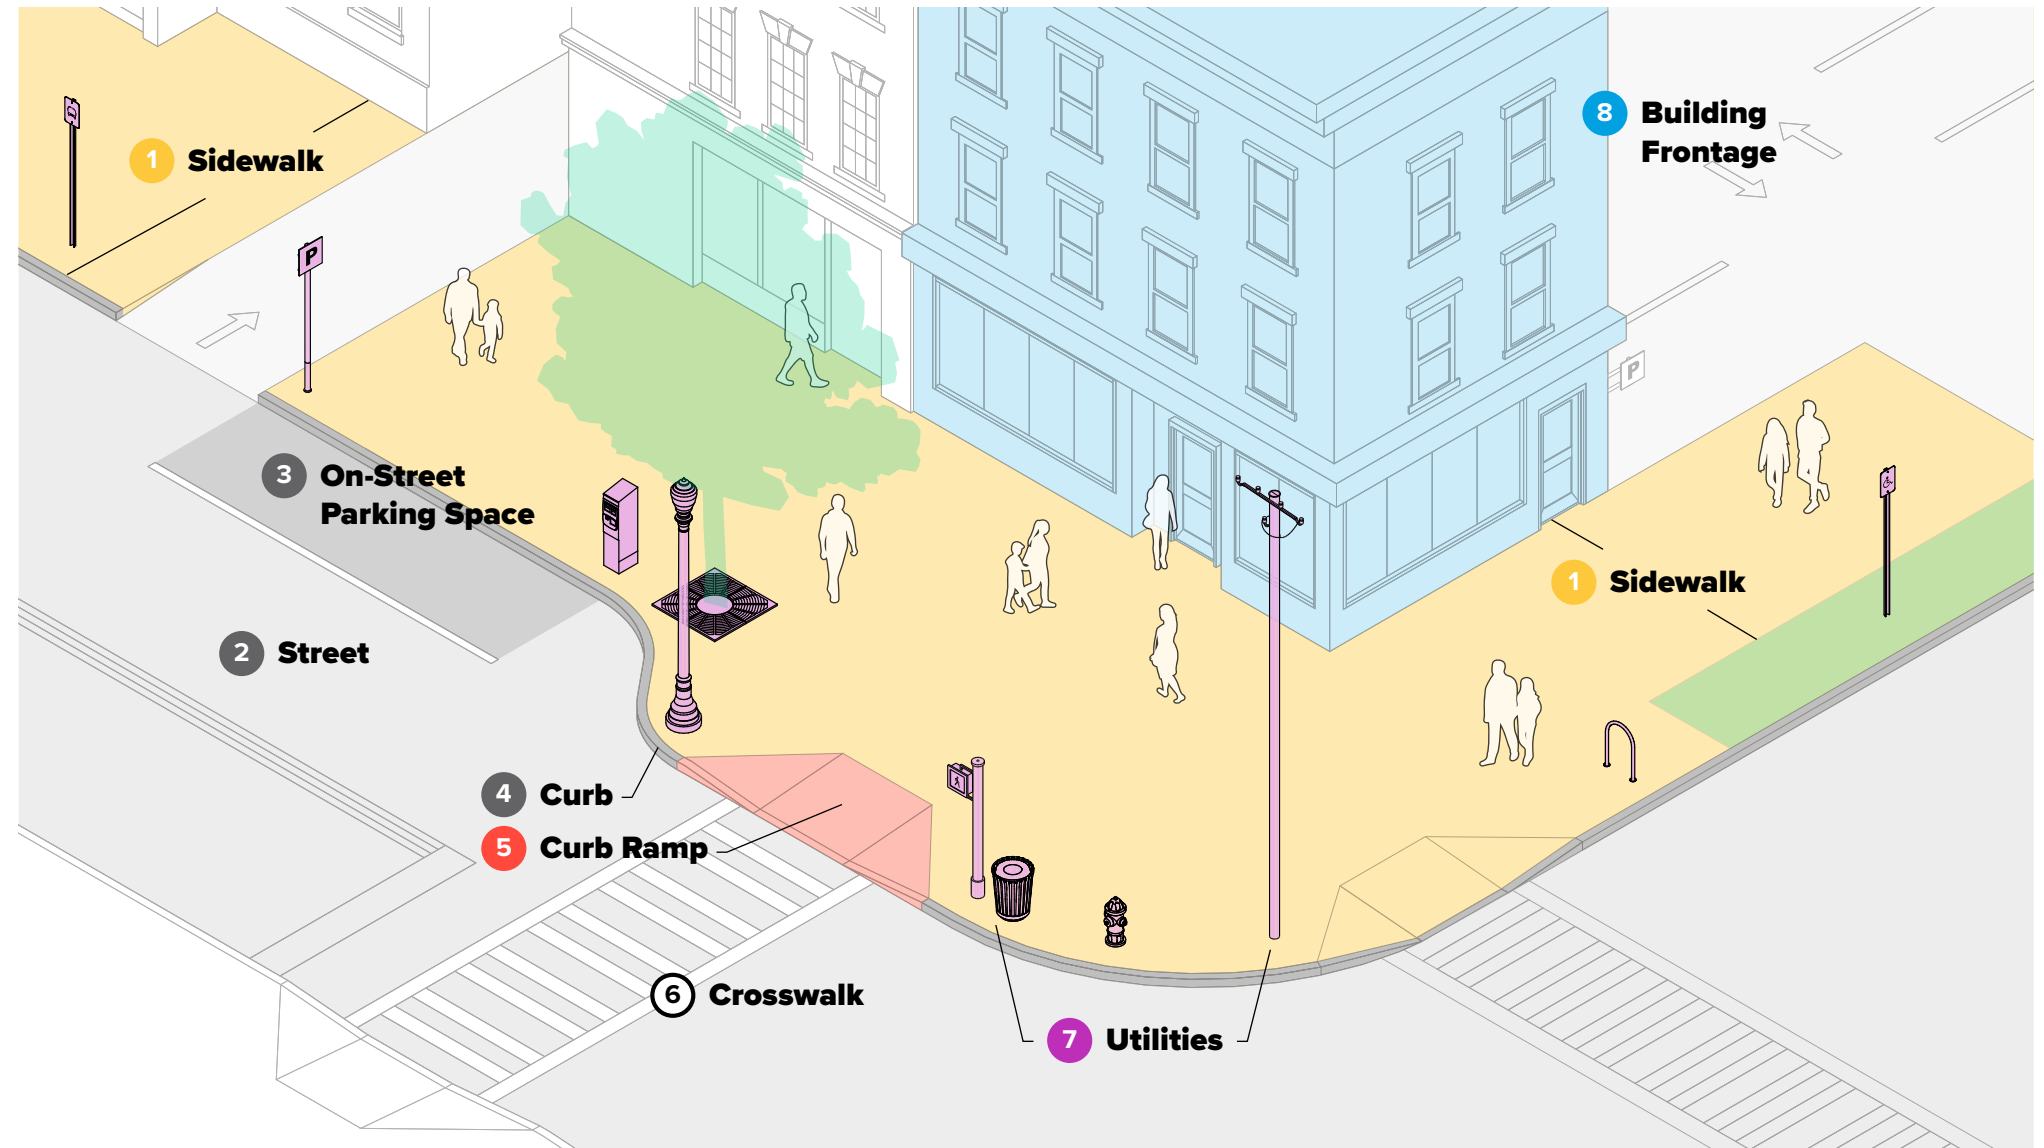 8 Building
Frontage
1 Sidewalk
P
P
3 On-Street
Parking Space
1 Sidewalk
2 Street
4 Curb
5 Curb Ramp
6 Crosswalk
7 Utilities